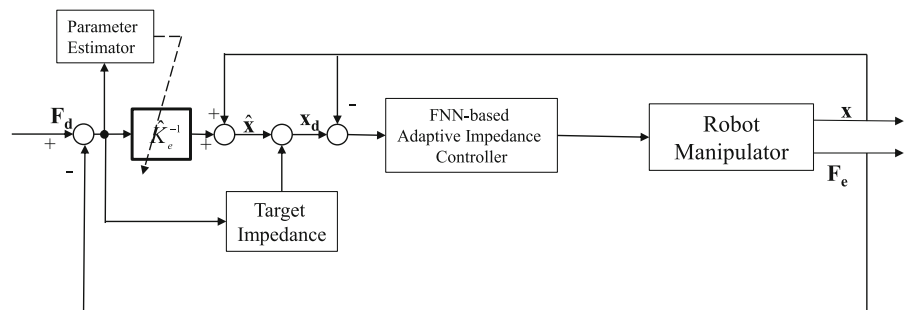 Parameter
Estimator
F_d
+
-
K̂_e^{-1}
+
+
x̂
x_d
-
FNN-based
Adaptive Impedance
Controller
Robot
Manipulator
x
F_e
Target
Impedance